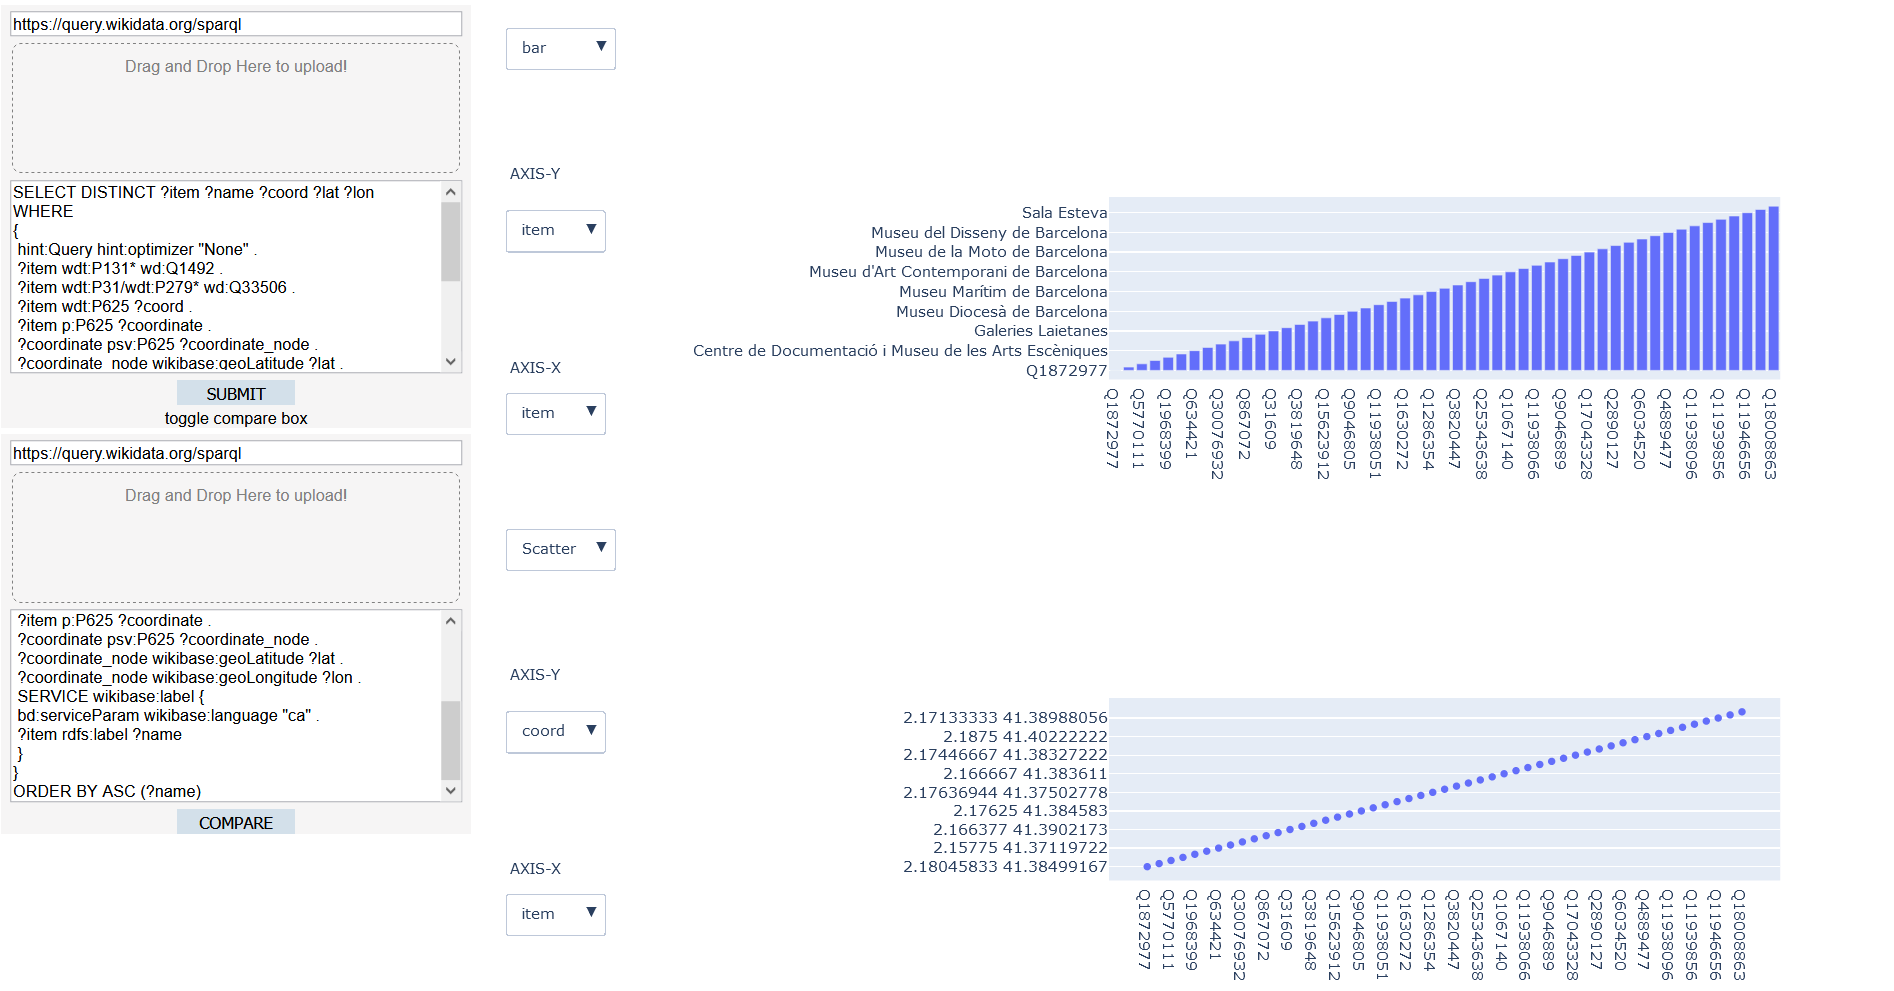 https://query.wikidata.org/sparql
Drag and Drop Here to upload!
SELECT DISTINCT ?item ?name ?coord ?lat ?lon
WHERE
{
hint:Query hint:optimizer "None" .
?item wdt:P131* wd:Q1492 .
?item wdt:P31/wdt:P279* wd:Q33506 .
?item wdt:P625 ?coord .
?item p:P625 ?coordinate .
?coordinate psv:P625 ?coordinate_node .
?coordinate_node wikibase:geoLatitude ?lat .
SUBMIT
toggle compare box
https://query.wikidata.org/sparql
Drag and Drop Here to upload!
?item p:P625 ?coordinate .
?coordinate psv:P625 ?coordinate_node .
?coordinate_node wikibase:geoLatitude ?lat .
?coordinate_node wikibase:geoLongitude ?lon .
SERVICE wikibase:label {
bd:serviceParam wikibase:language "ca" .
?item rdfs:label ?name
}
}
ORDER BY ASC (?name)
COMPARE
bar
AXIS-Y
item
AXIS-X
item
Sala Esteva
Museu del Disseny de Barcelona
Museu de la Moto de Barcelona
Museu d'Art Contemporani de Barcelona
Museu Marítim de Barcelona
Museu Diocesà de Barcelona
Galeries Laietanes
Centre de Documentació i Museu de les Arts Escèniques
Q1872977
Q1872977
Q5770111
Q1968399
Q634421
Q30076932
Q867072
Q31609
Q3819648
Q15623912
Q9046805
Q11938051
Q1630272
Q1286354
Q3820447
Q25343638
Q1067140
Q11938066
Q9046889
Q17043328
Q2890127
Q6034520
Q4889477
Q11938096
Q11939856
Q11946656
Q18008863
Scatter
AXIS-Y
coord
AXIS-X
item
2.17133333 41.38988056
2.1875 41.40222222
2.17446667 41.38327222
2.166667 41.383611
2.17636944 41.37502778
2.17625 41.384583
2.166377 41.3902173
2.15775 41.37119722
2.18045833 41.38499167
Q1872977
Q5770111
Q1968399
Q634421
Q30076932
Q867072
Q31609
Q3819648
Q15623912
Q9046805
Q11938051
Q1630272
Q1286354
Q3820447
Q25343638
Q1067140
Q11938066
Q9046889
Q17043328
Q2890127
Q6034520
Q4889477
Q11938096
Q11939856
Q11946656
Q18008863